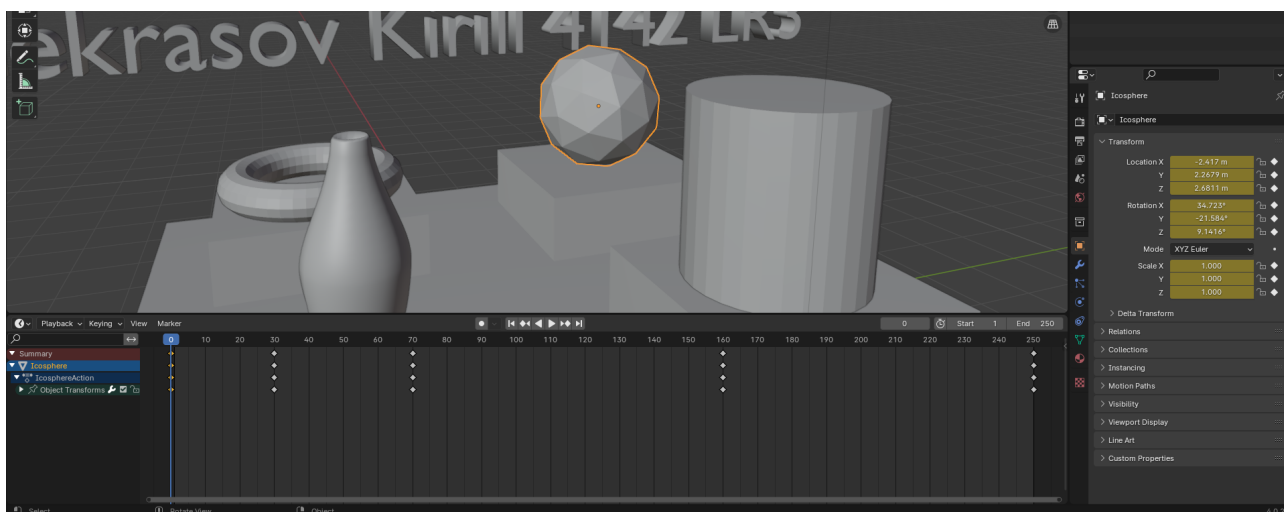 ekrasov Kirill 4142 LR3
Icosphere
Icosphere
Transform
Location X -2.417 m
Y 2.2679 m
Z 2.6811 m
Rotation X 34.723°
Y -21.584°
Z 9.1416°
Mode XYZ Euler
Scale X 1.000
Y 1.000
Z 1.000
Delta Transform
Relations
Collections
Instancing
Motion Paths
Visibility
Viewport Display
Line Art
Custom Properties
Playback Keying View Marker 0 Start 1 End 250
0 10 20 30 40 50 60 70 80 90 100 110 120 130 140 150 160 170 180 190 200 210 220 230 240 250
Summary
Icosphere
IcosphereAction
Object Transforms
Select Rotate View Object